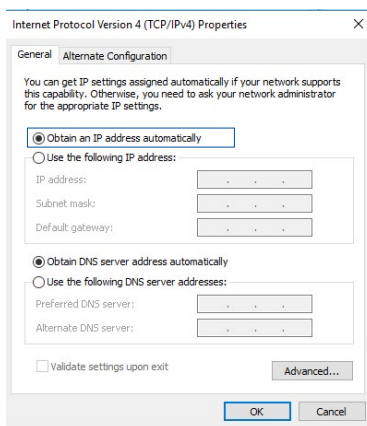 Internet Protocol Version 4 (TCP/IPv4) Properties
General Alternate Configuration
You can get IP settings assigned automatically if your network supports
this capability. Otherwise, you need to ask your network administrator
for the appropriate IP settings.
Obtain an IP address automatically
Use the following IP address:
IP address:
Subnet mask:
Default gateway:
Obtain DNS server address automatically
Use the following DNS server addresses:
Preferred DNS server:
Alternate DNS server:
Validate settings upon exit
Advanced...
OK Cancel